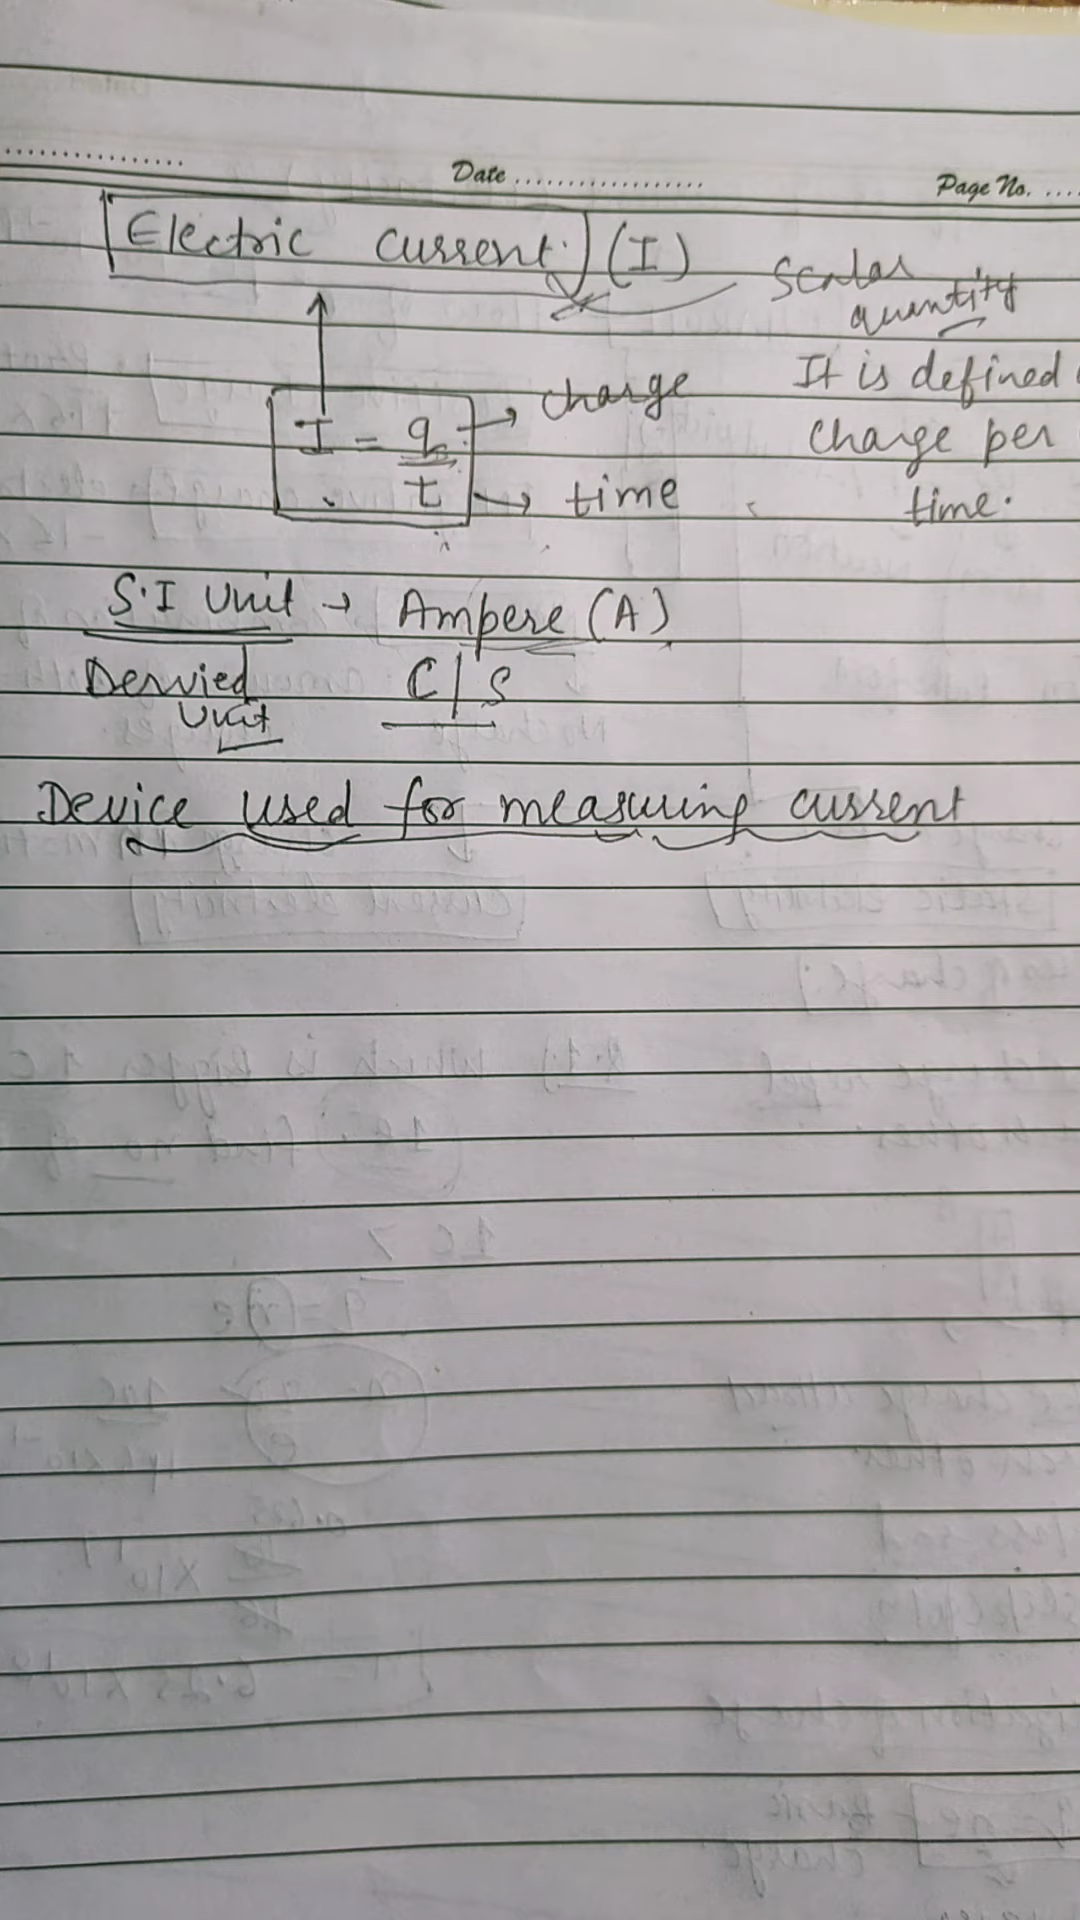 Date ..................
Page No. ....
Electric current. (I)
Scalar
quantity
I = q/t
→ charge
→ time
It is defined
charge per
time.
S.I Unit → Ampere (A)
Dervied C/S
Unit
Device used for measuring current